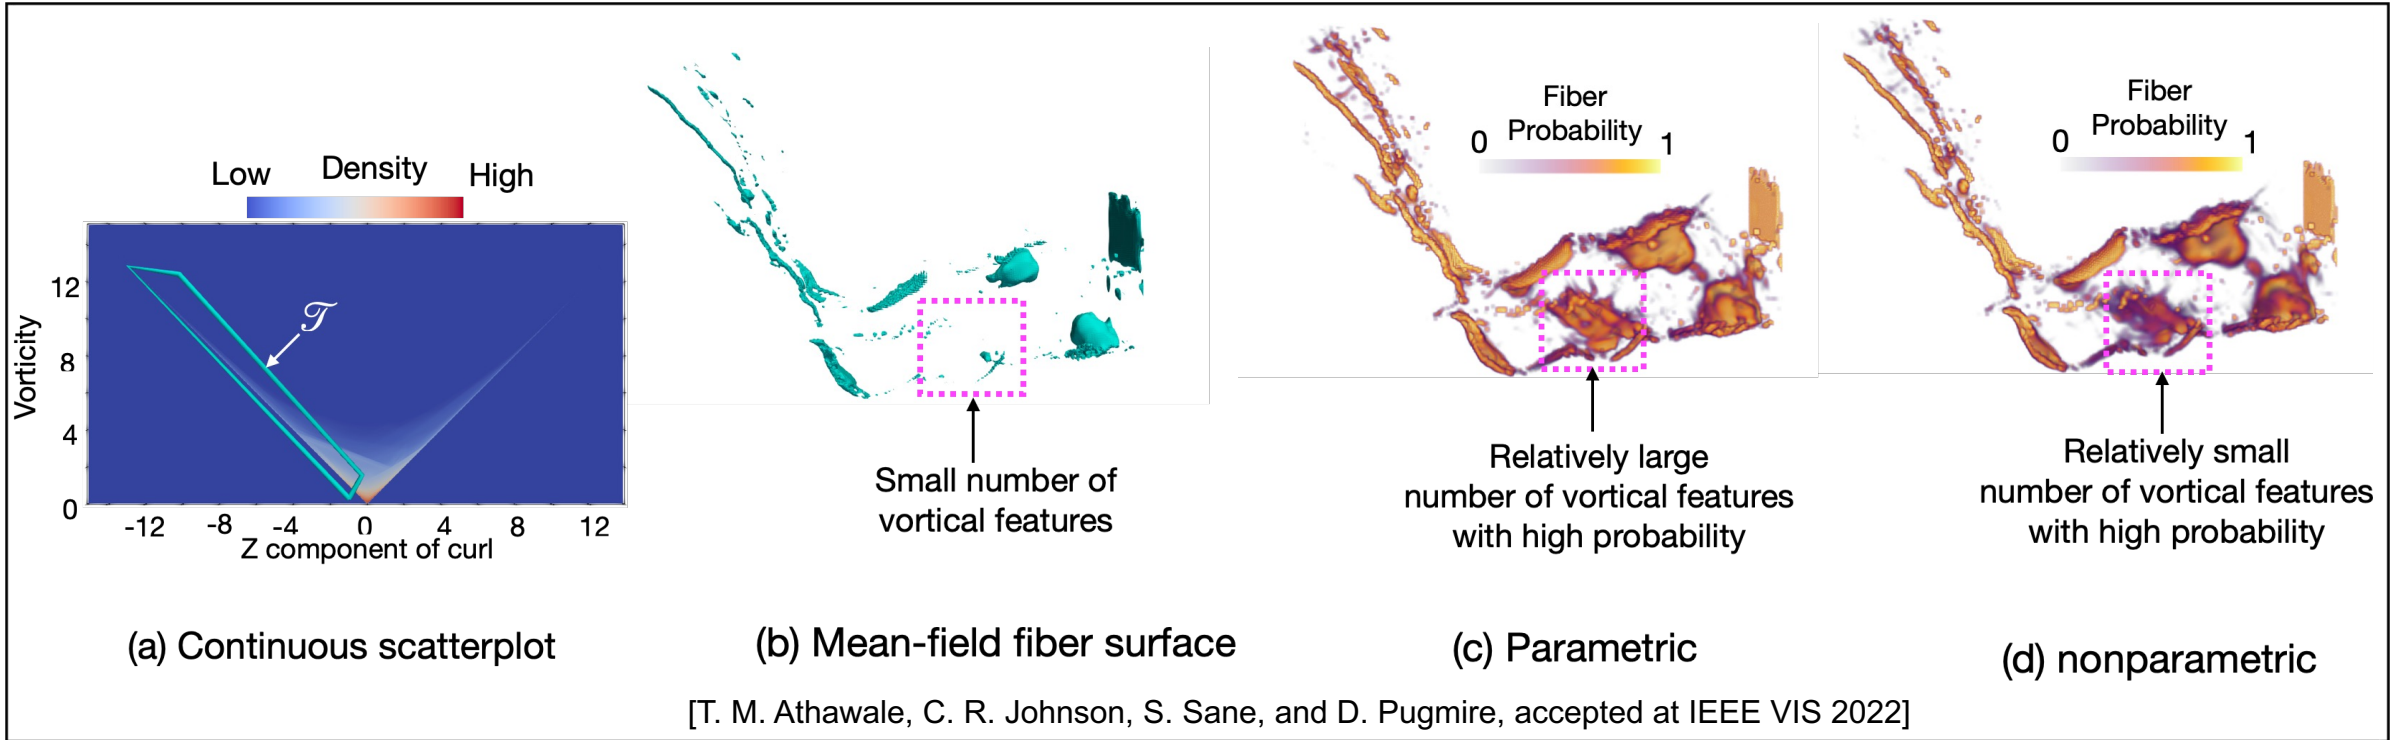 Low Density High
12
8
4
0
Vorticity
𝒯
-12 -8 -4 0 4 8 12
Z component of curl
(a) Continuous scatterplot
Small number of
vortical features
(b) Mean-field fiber surface
Fiber
Probability
0 1
Relatively large
number of vortical features
with high probability
(c) Parametric
Fiber
Probability
0 1
Relatively small
number of vortical features
with high probability
(d) nonparametric
[T. M. Athawale, C. R. Johnson, S. Sane, and D. Pugmire, accepted at IEEE VIS 2022]